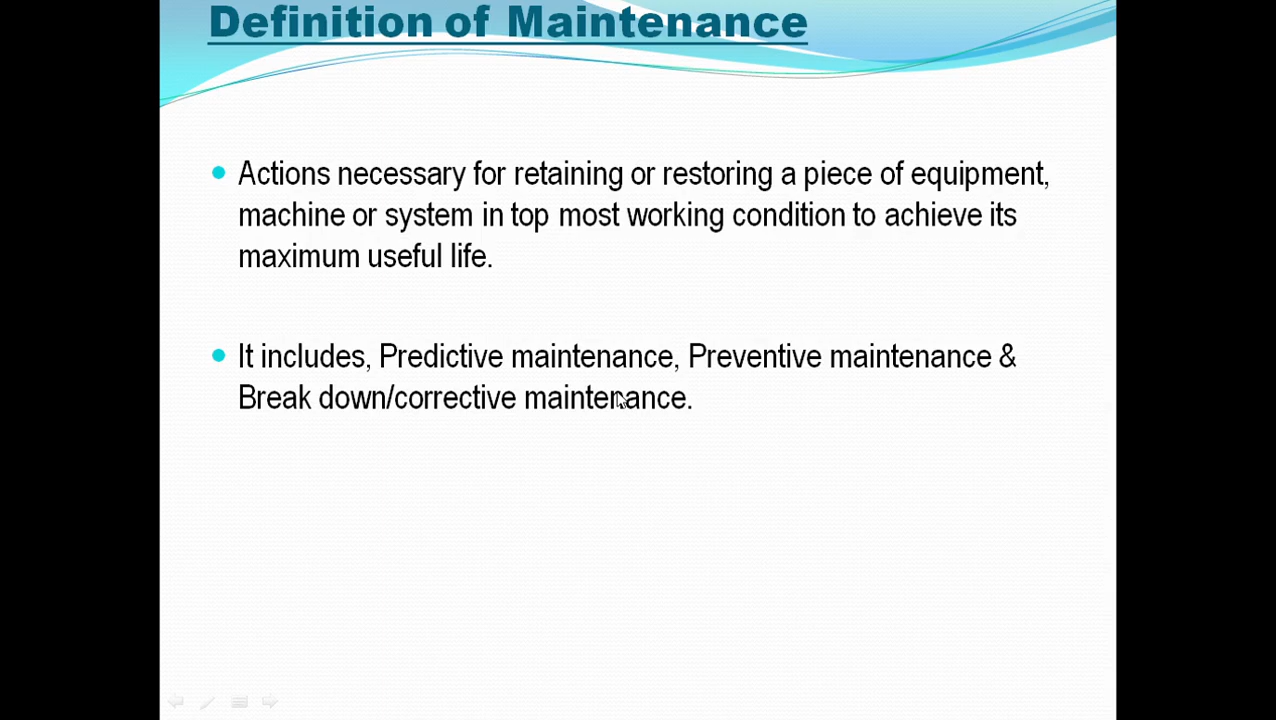 Definition of Maintenance
Actions necessary for retaining or restoring a piece of equipment,
machine or system in top most working condition to achieve its
maximum useful life.
It includes, Predictive maintenance, Preventive maintenance &
Break down/corrective maintenance.